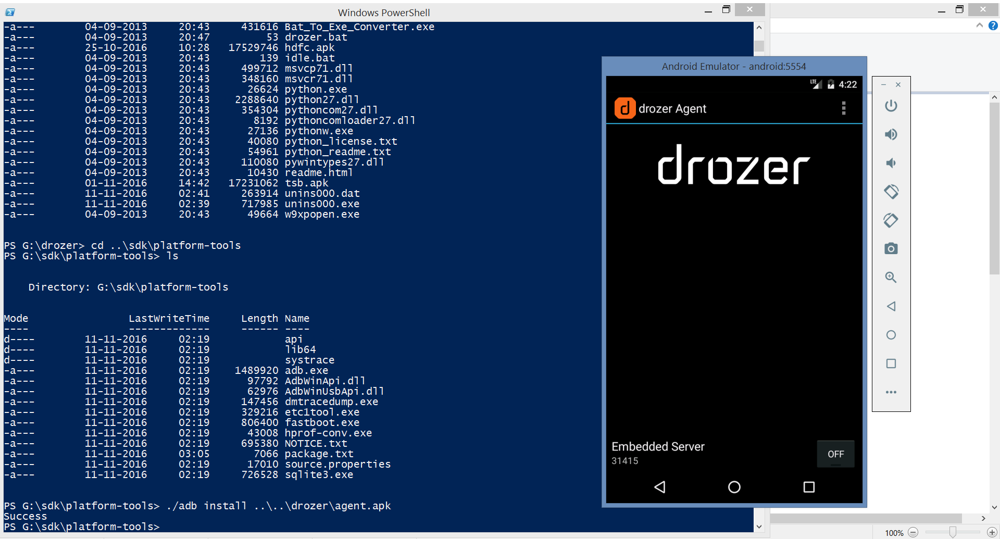 Windows PowerShell
-a--- 04-09-2013 20:43 431616 Bat_To_Exe_Converter.exe
-a--- 04-09-2013 20:47 53 drozer.bat
-a--- 25-10-2016 10:28 17529746 hdfc.apk
-a--- 04-09-2013 20:43 139 idle.bat
-a--- 04-09-2013 20:43 499712 msvcp71.dll
-a--- 04-09-2013 20:43 348160 msvcr71.dll
-a--- 04-09-2013 20:43 26624 python.exe
-a--- 04-09-2013 20:43 2288640 python27.dll
-a--- 04-09-2013 20:43 354304 pythoncom27.dll
-a--- 04-09-2013 20:43 8192 pythoncomloader27.dll
-a--- 04-09-2013 20:43 27136 pythonw.exe
-a--- 04-09-2013 20:43 40080 python_license.txt
-a--- 04-09-2013 20:43 54961 python_readme.txt
-a--- 04-09-2013 20:43 110080 pywintypes27.dll
-a--- 04-09-2013 20:43 10430 readme.html
-a--- 01-11-2016 14:42 17231062 tsb.apk
-a--- 11-11-2016 02:41 263914 unins000.dat
-a--- 11-11-2016 02:39 717985 unins000.exe
-a--- 04-09-2013 20:43 49664 w9xpopen.exe
PS G:\drozer> cd ..\sdk\platform-tools
PS G:\sdk\platform-tools> ls
Directory: G:\sdk\platform-tools
Mode LastWriteTime Length Name
---- ------------- ------ ----
d---- 11-11-2016 02:19 api
d---- 11-11-2016 02:19 lib64
d---- 11-11-2016 02:19 systrace
-a--- 11-11-2016 02:19 1489920 adb.exe
-a--- 11-11-2016 02:19 97792 AdbWinApi.dll
-a--- 11-11-2016 02:19 62976 AdbWinUsbApi.dll
-a--- 11-11-2016 02:19 147456 dmtracedump.exe
-a--- 11-11-2016 02:19 329216 etc1tool.exe
-a--- 11-11-2016 02:19 806400 fastboot.exe
-a--- 11-11-2016 02:19 43008 hprof-conv.exe
-a--- 11-11-2016 02:19 695380 NOTICE.txt
-a--- 11-11-2016 03:05 7066 package.txt
-a--- 11-11-2016 02:19 17010 source.properties
-a--- 11-11-2016 02:19 726528 sqlite3.exe
PS G:\sdk\platform-tools> ./adb install ..\..\drozer\agent.apk
Success
PS G:\sdk\platform-tools>
Android Emulator - android:5554
LTE 4:22
d drozer Agent
drozer
Embedded Server
31415
OFF
100%